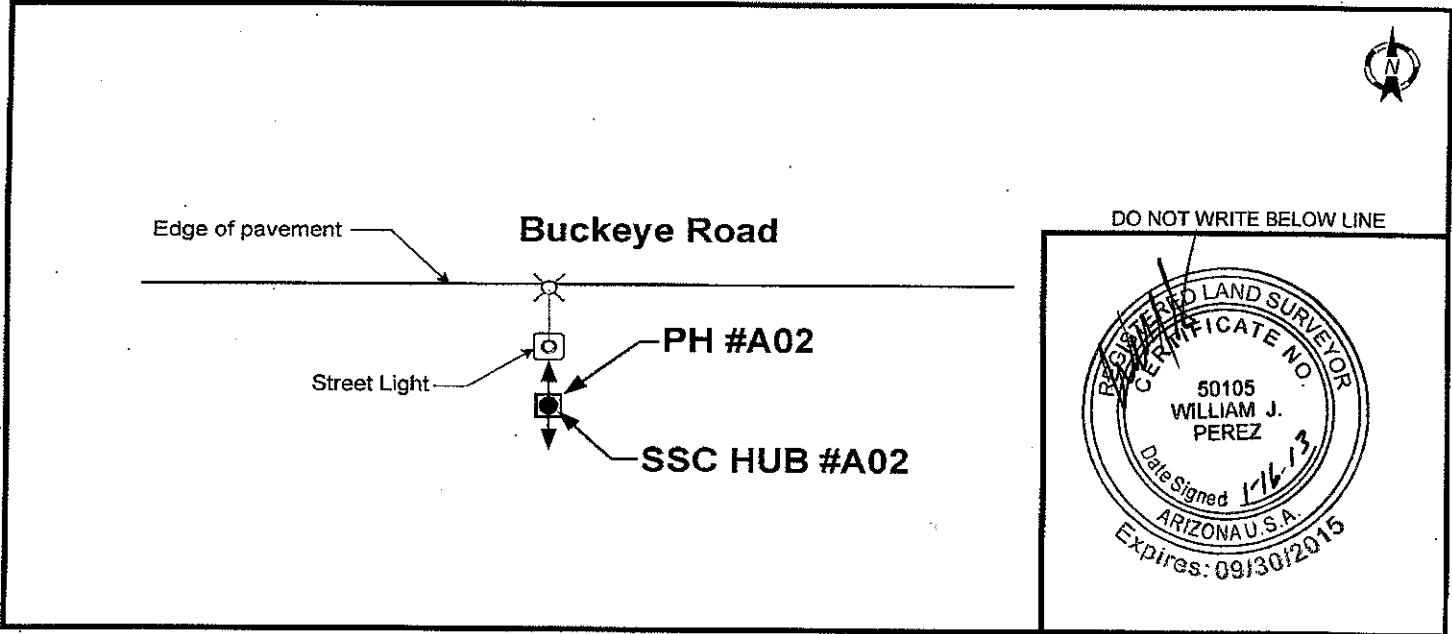 N
Edge of pavement
Buckeye Road
DO NOT WRITE BELOW LINE
PH #A02
Street Light
SSC HUB #A02
REGISTERED LAND SURVEYOR
CERTIFICATE NO.
50105
WILLIAM J.
PEREZ
Date Signed 1-16-13
ARIZONA U.S.A.
Expires: 09/30/2015